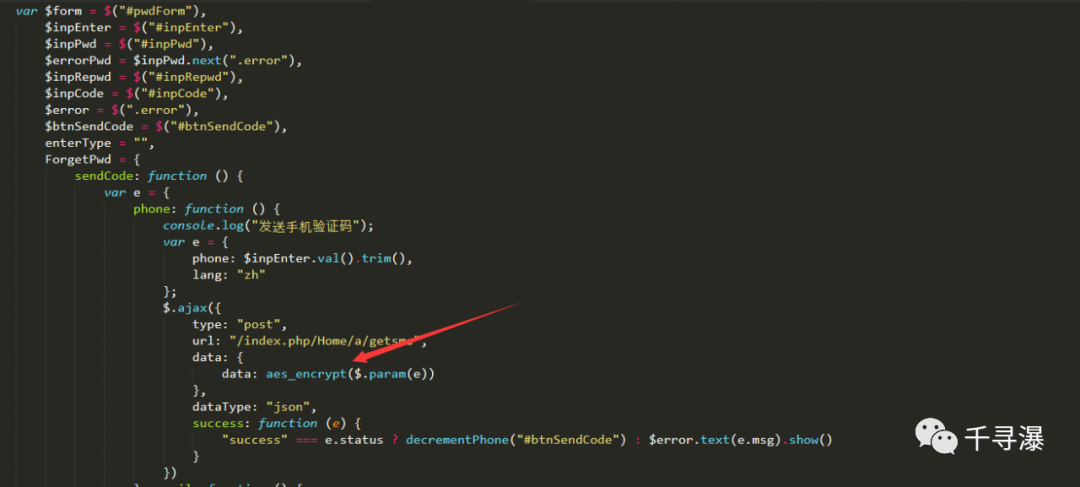 var $form = $("#pwdForm"),
$inpEnter = $("#inpEnter"),
$inpPwd = $("#inpPwd"),
$errorPwd = $inpPwd.next(".error"),
$inpRepwd = $("#inpRepwd"),
$inpCode = $("#inpCode"),
$error = $(".error"),
$btnSendCode = $("#btnSendCode"),
enterType = "",
ForgetPwd = {
sendCode: function () {
var e = {
phone: function () {
console.log("发送手机验证码");
var e = {
phone: $inpEnter.val().trim(),
lang: "zh"
};
$.ajax({
type: "post",
url: "/index.php/Home/a/getsms",
data: {
data: aes_encrypt($.param(e))
},
dataType: "json",
success: function (e) {
"success" === e.status ? decrementPhone("#btnSendCode") : $error.text(e.msg).show()
}
})
千寻瀑